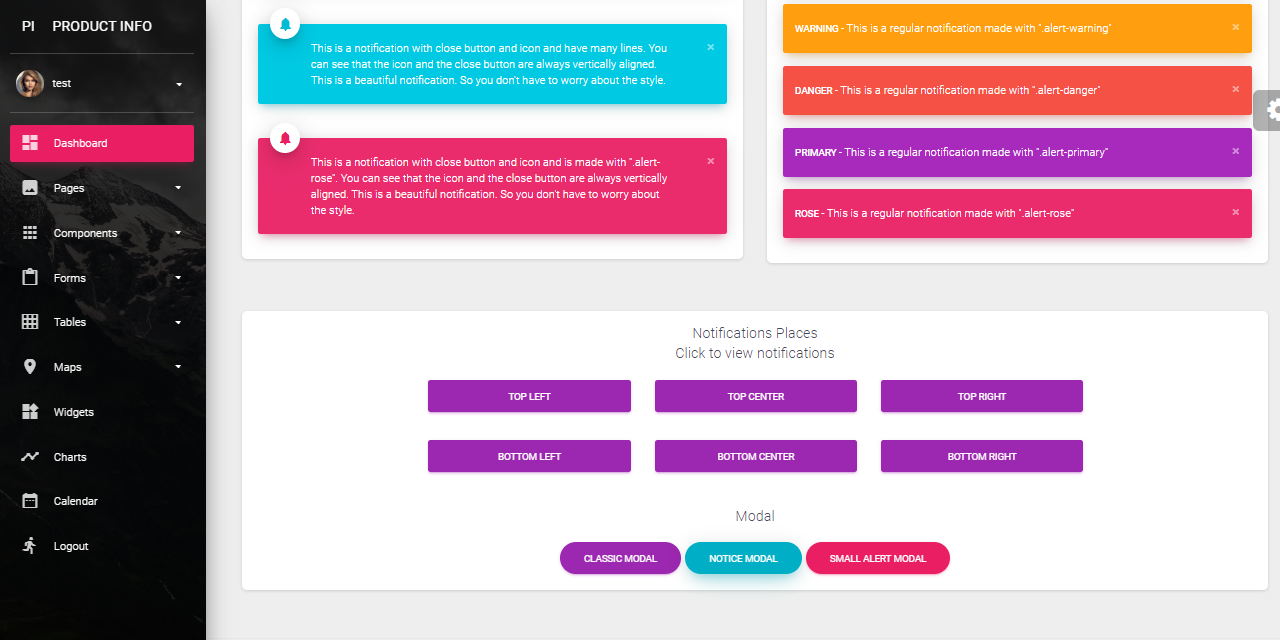 PI PRODUCT INFO
test
Dashboard
Pages
Components
Forms
Tables
Maps
Widgets
Charts
Calendar
Logout
This is a notification with close button and icon and have many lines. You
can see that the icon and the close button are always vertically aligned.
This is a beautiful notification. So you don't have to worry about the style.
×
This is a notification with close button and icon and is made with ".alert-
rose". You can see that the icon and the close button are always vertically
aligned. This is a beautiful notification. So you don't have to worry about
the style.
×
WARNING - This is a regular notification made with ".alert-warning" ×
DANGER - This is a regular notification made with ".alert-danger" ×
PRIMARY - This is a regular notification made with ".alert-primary" ×
ROSE - This is a regular notification made with ".alert-rose" ×
Notifications Places
Click to view notifications
TOP LEFT TOP CENTER TOP RIGHT
BOTTOM LEFT BOTTOM CENTER BOTTOM RIGHT
Modal
CLASSIC MODAL NOTICE MODAL SMALL ALERT MODAL